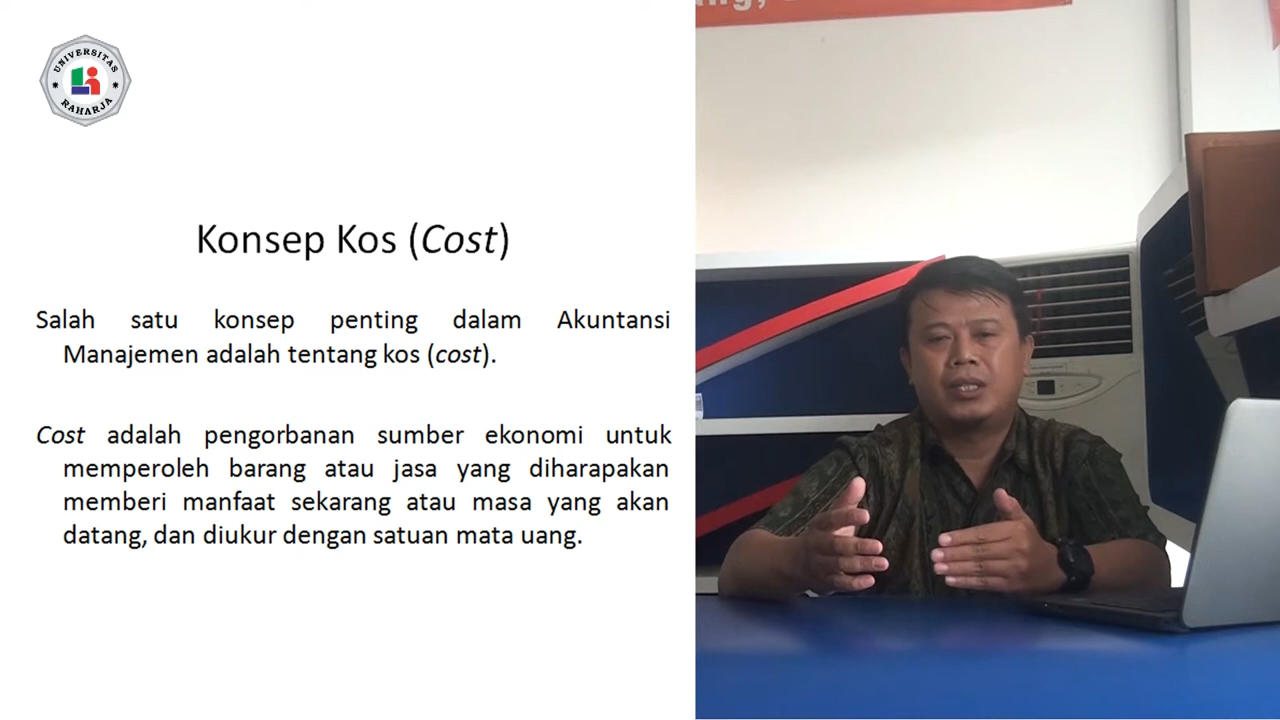 UNIVERSITAS
RAHARJA
Konsep Kos (Cost)
Salah satu konsep penting dalam Akuntansi
Manajemen adalah tentang kos (cost).
Cost adalah pengorbanan sumber ekonomi untuk
memperoleh barang atau jasa yang diharapakan
memberi manfaat sekarang atau masa yang akan
datang, dan diukur dengan satuan mata uang.